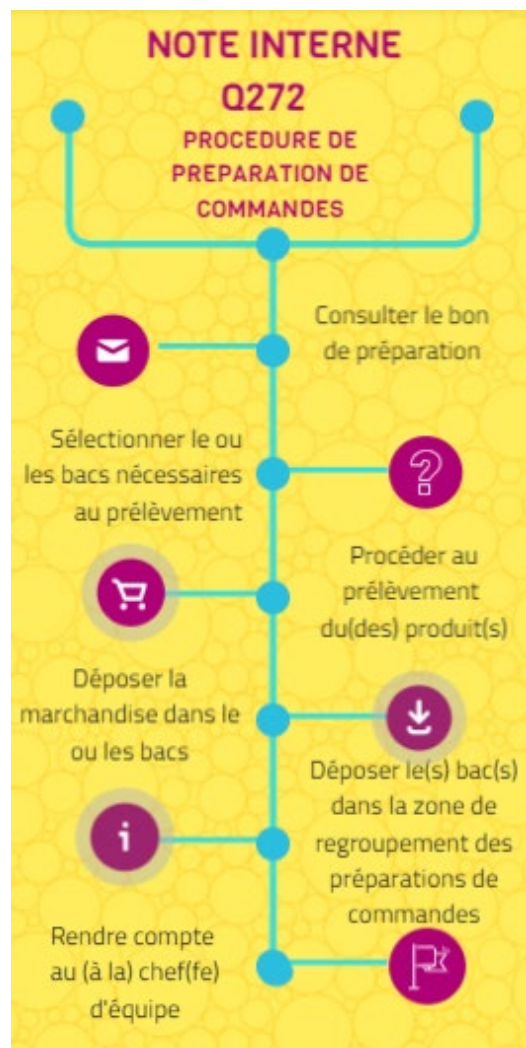 NOTE INTERNE
Q272
PROCEDURE DE
PREPARATION DE
COMMANDES
Consulter le bon
de préparation
Sélectionner le ou
les bacs nécessaires
au prélèvement
Procéder au
prélèvement
du(des) produit(s)
Déposer la
marchandise dans le
ou les bacs
Déposer le(s) bac(s)
dans la zone de
regroupement des
préparations de
commandes
Rendre compte
au (à la) chef(fe)
d'équipe